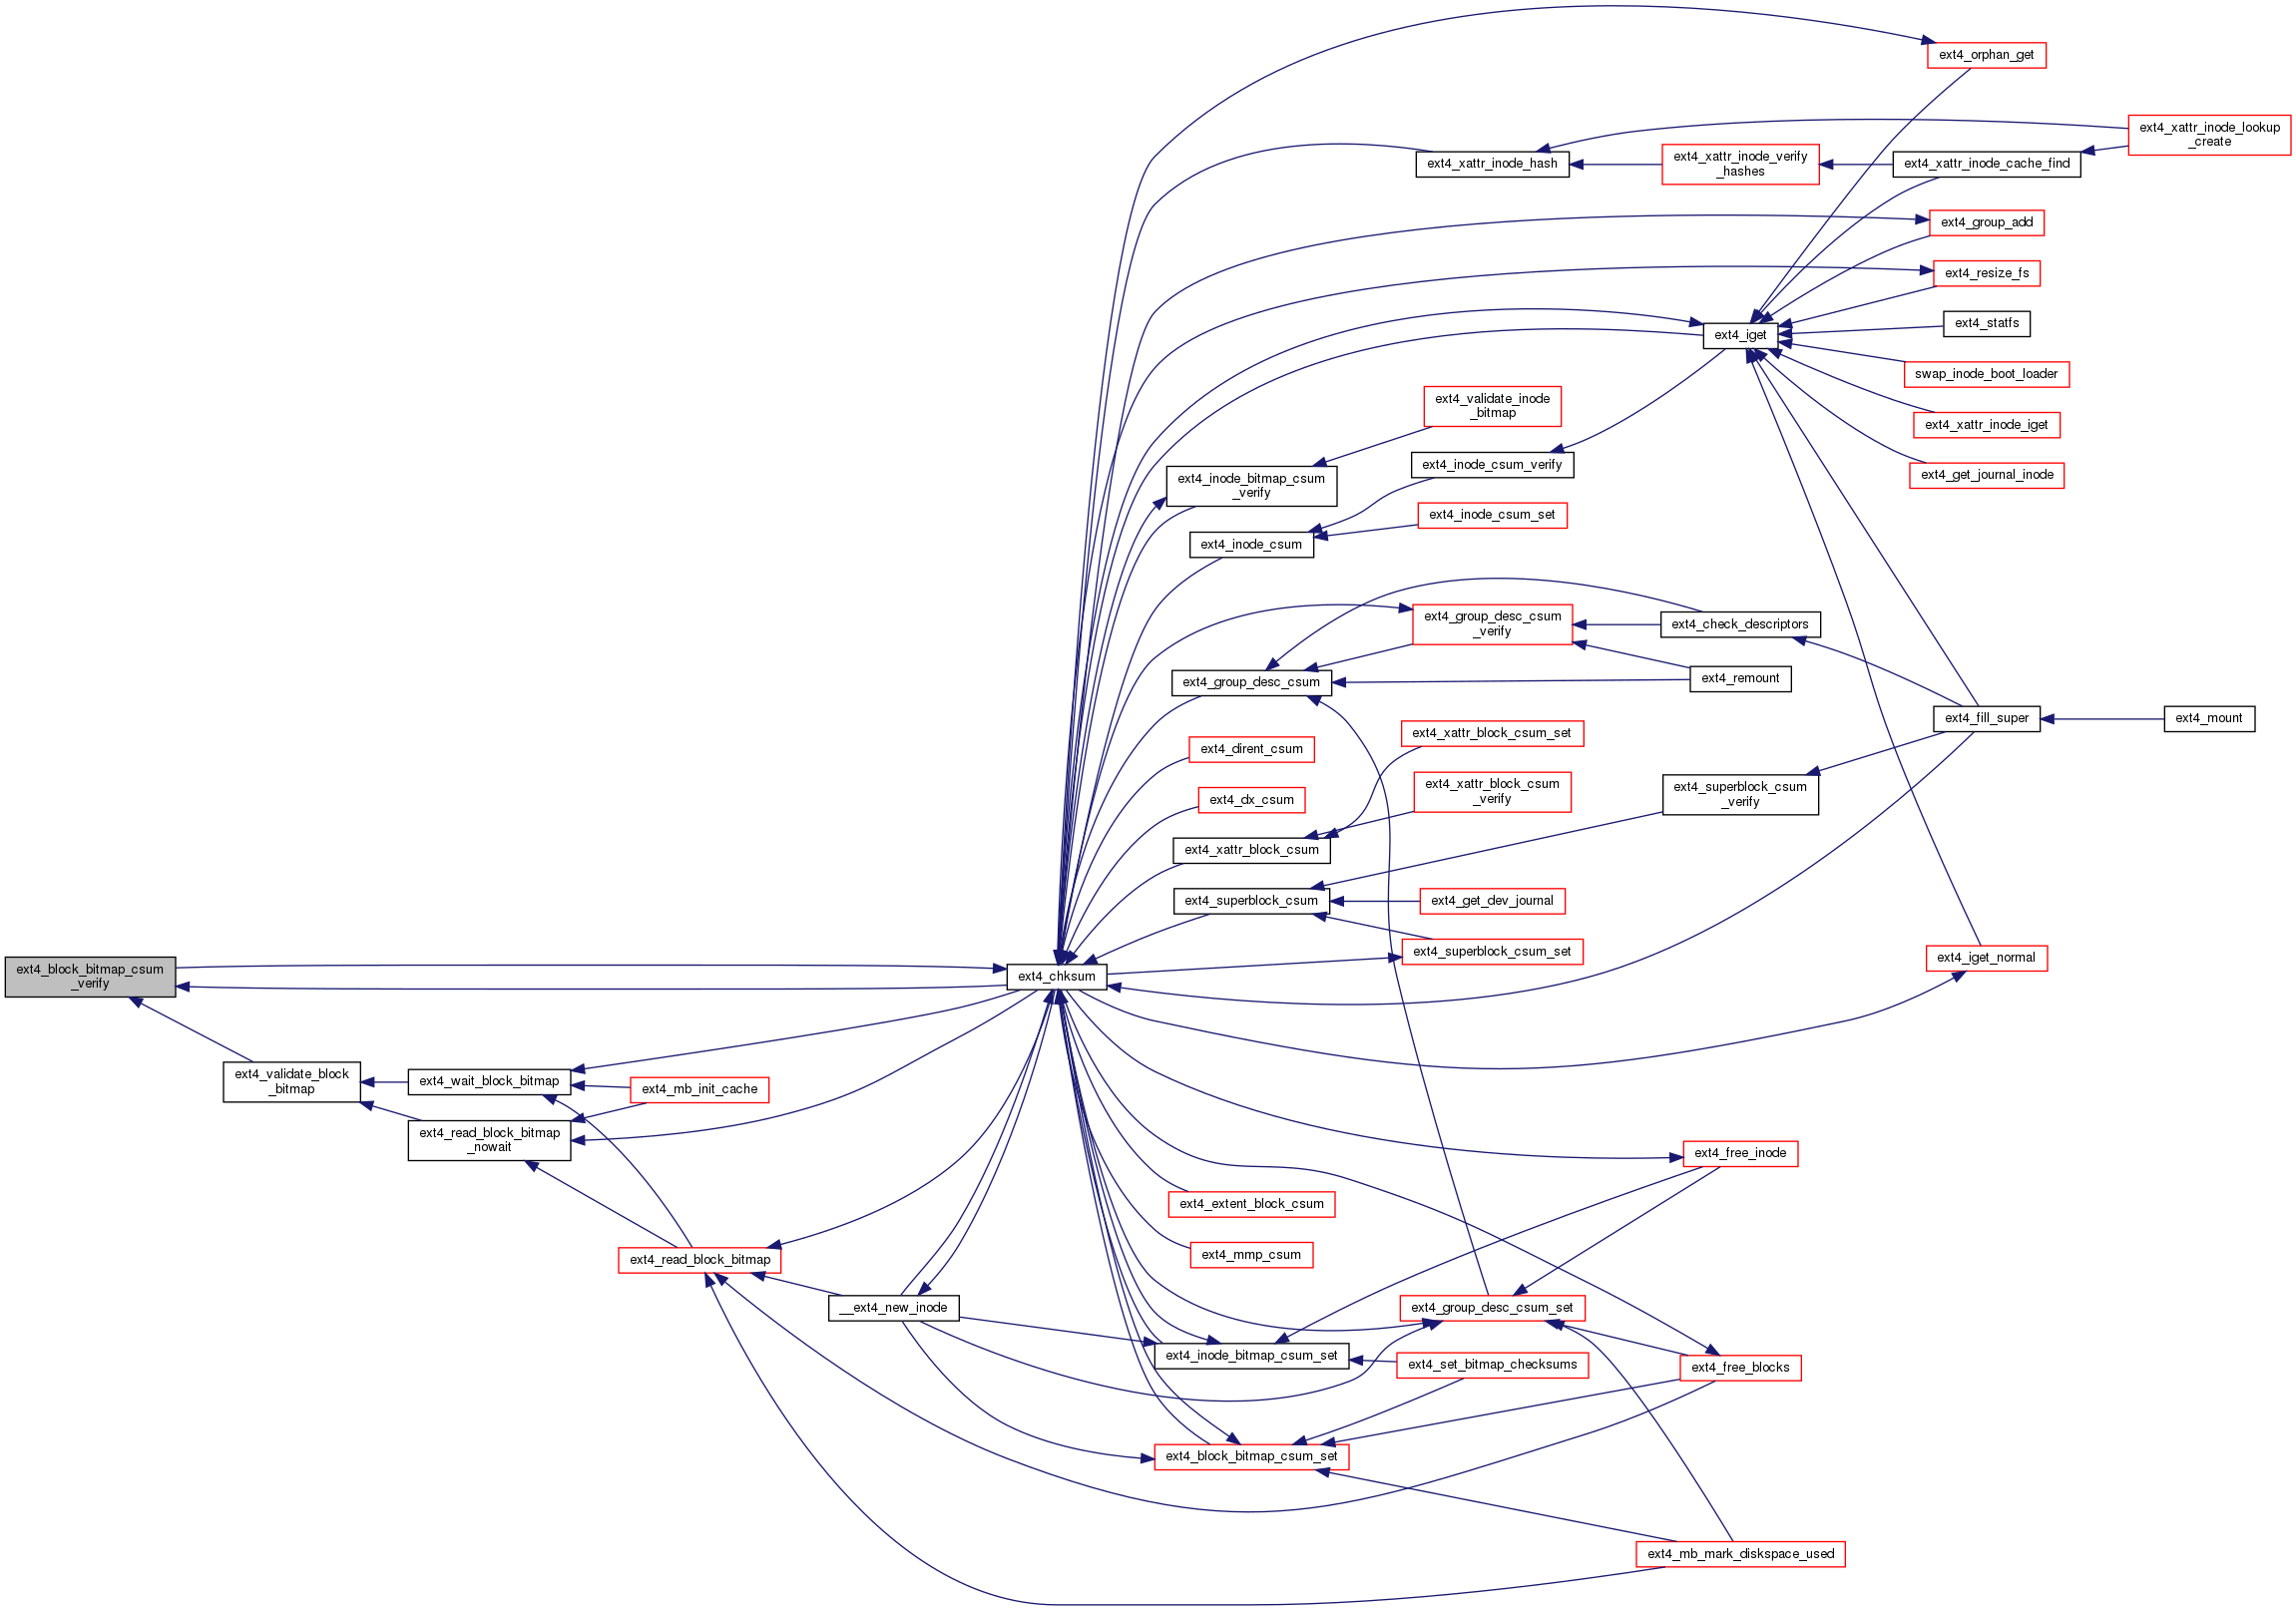 ext4_orphan_get
ext4_xattr_inode_lookup
_create
ext4_xattr_inode_hash
ext4_xattr_inode_verify
_hashes
ext4_xattr_inode_cache_find
ext4_group_add
ext4_resize_fs
ext4_statfs
ext4_iget
swap_inode_boot_loader
ext4_validate_inode
_bitmap
ext4_xattr_inode_iget
ext4_inode_bitmap_csum
_verify
ext4_inode_csum_verify
ext4_get_journal_inode
ext4_inode_csum_set
ext4_inode_csum
ext4_group_desc_csum
_verify
ext4_check_descriptors
ext4_group_desc_csum
ext4_remount
ext4_fill_super
ext4_mount
ext4_xattr_block_csum_set
ext4_dirent_csum
ext4_xattr_block_csum
_verify
ext4_superblock_csum
_verify
ext4_dx_csum
ext4_xattr_block_csum
ext4_superblock_csum
ext4_get_dev_journal
ext4_superblock_csum_set
ext4_iget_normal
ext4_block_bitmap_csum
_verify
ext4_chksum
ext4_validate_block
_bitmap
ext4_wait_block_bitmap
ext4_mb_init_cache
ext4_read_block_bitmap
_nowait
ext4_free_inode
ext4_extent_block_csum
ext4_mmp_csum
ext4_read_block_bitmap
__ext4_new_inode
ext4_group_desc_csum_set
ext4_inode_bitmap_csum_set
ext4_set_bitmap_checksums
ext4_free_blocks
ext4_block_bitmap_csum_set
ext4_mb_mark_diskspace_used